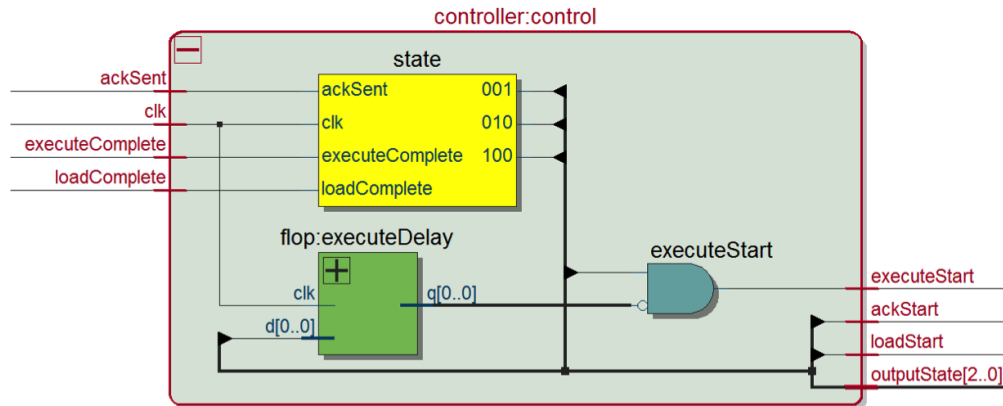 controller:control
state
ackSent
ackSent 001
clk
clk 010
executeComplete
executeComplete 100
loadComplete
loadComplete
flop:executeDelay
executeStart
clk
q[0..0]
d[0..0]
executeStart
ackStart
loadStart
outputState[2..0]